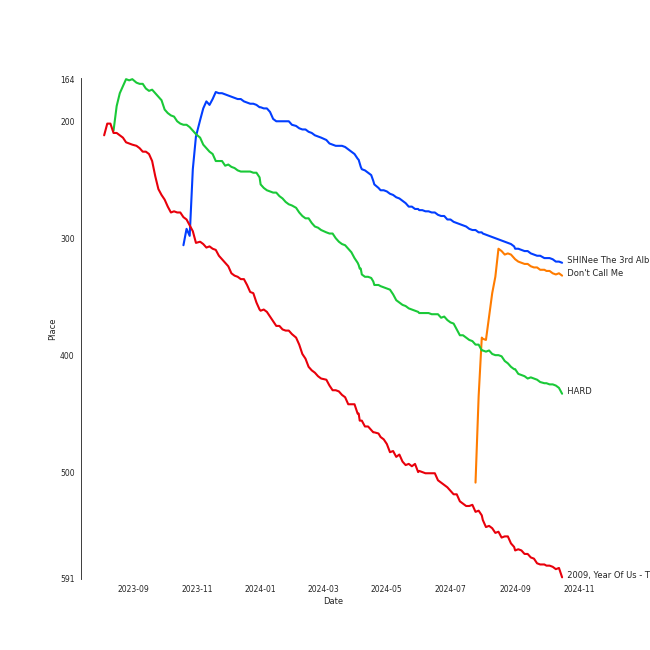 164
200
300
400
500
591
Place
2023-09
2023-11
2024-01
2024-03
2024-05
2024-07
2024-09
2024-11
Date
SHINee The 3rd Alb
Don't Call Me
HARD
2009, Year Of Us - T